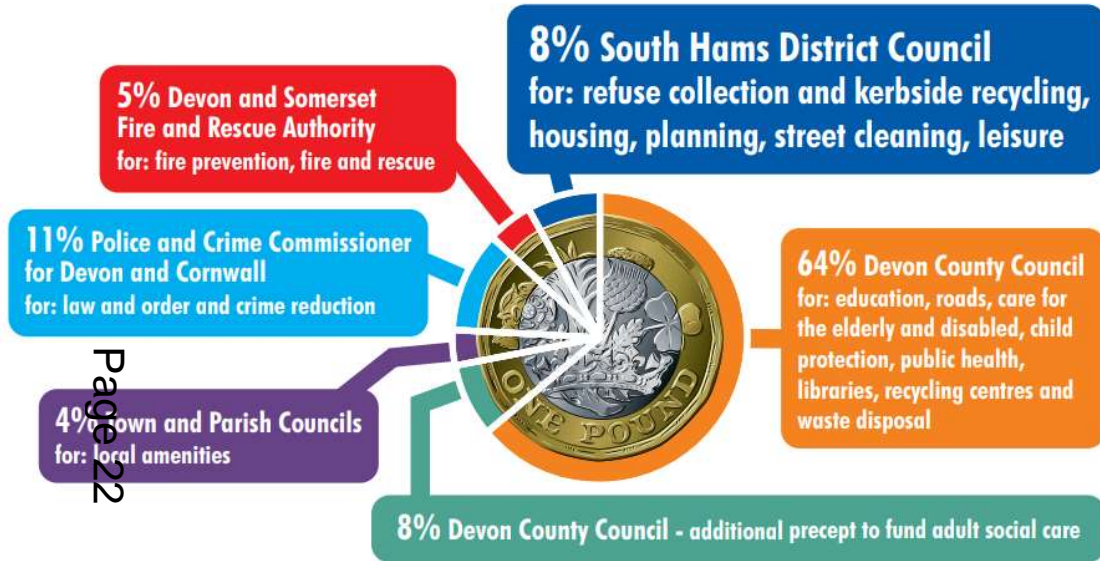 8% South Hams District Council
for: refuse collection and kerbside recycling,
housing, planning, street cleaning, leisure
5% Devon and Somerset
Fire and Rescue Authority
for: fire prevention, fire and rescue
11% Police and Crime Commissioner
for Devon and Cornwall
for: law and order and crime reduction
64% Devon County Council
for: education, roads, care for
the elderly and disabled, child
protection, public health,
libraries, recycling centres and
waste disposal
4% Town and Parish Councils
for: local amenities
8% Devon County Council - additional precept to fund adult social care
ONE POUND
Page 22